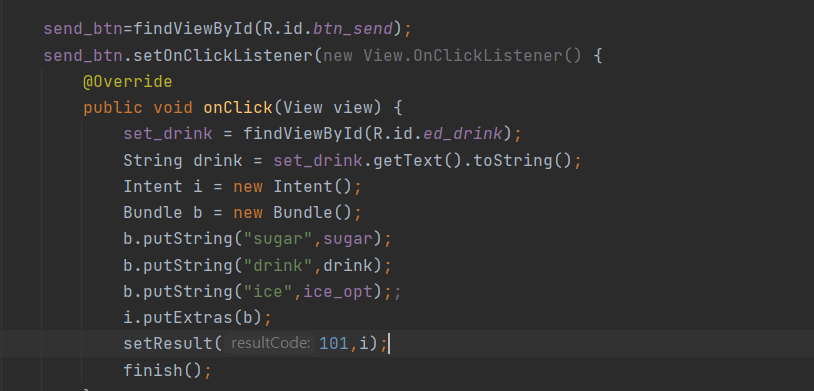 send_btn=findViewById(R.id.btn_send);
send_btn.setOnClickListener(new View.OnClickListener() {
@Override
public void onClick(View view) {
set_drink = findViewById(R.id.ed_drink);
String drink = set_drink.getText().toString();
Intent i = new Intent();
Bundle b = new Bundle();
b.putString("sugar",sugar);
b.putString("drink",drink);
b.putString("ice",ice_opt);;
i.putExtras(b);
setResult( resultCode: 101,i);
finish();